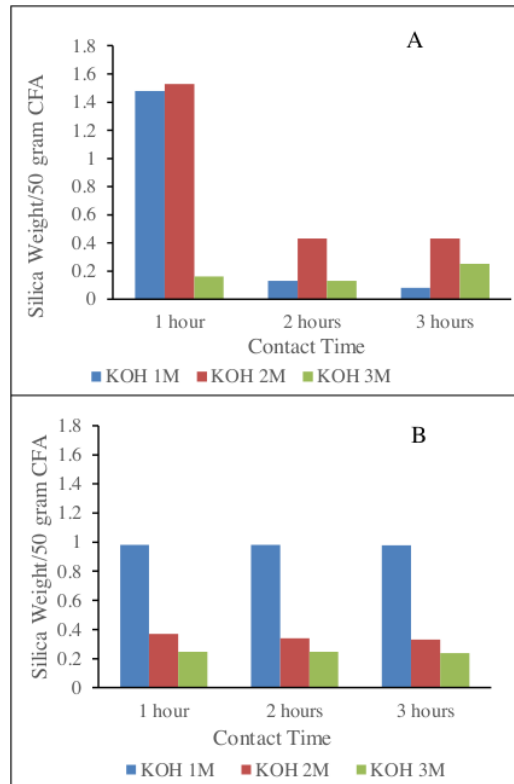 A
Silica Weight/50 gram CFA
1.8
1.6
1.4
1.2
1
0.8
0.6
0.4
0.2
0
1 hour 2 hours 3 hours
Contact Time
KOH 1M KOH 2M KOH 3M
B
Silica Weight/50 gram CFA
1.8
1.6
1.4
1.2
1
0.8
0.6
0.4
0.2
0
1 hour 2 hours 3 hours
Contact Time
KOH 1M KOH 2M KOH 3M